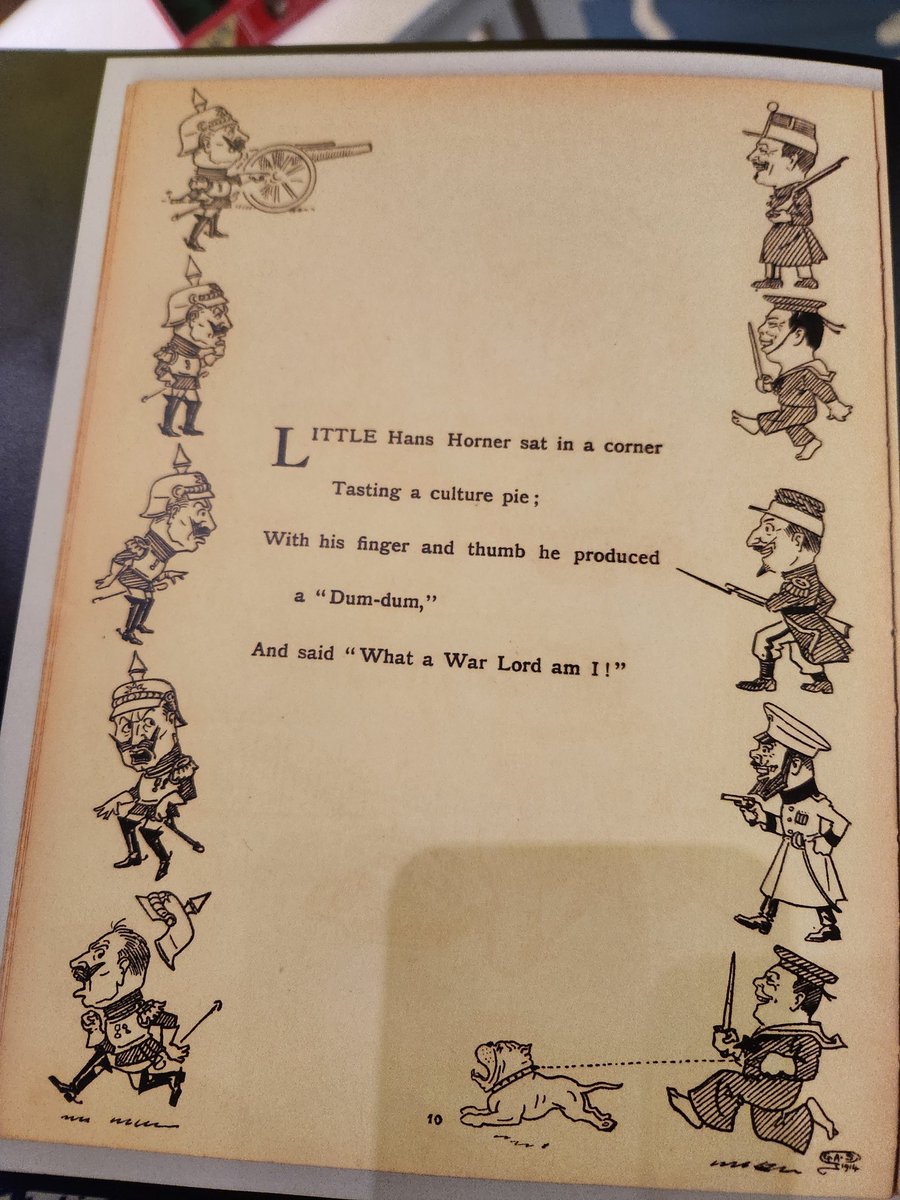 LITTLE Hans Horner sat in a corner
Tasting a culture pie;
With his finger and thumb he produced
a "Dum-dum,"
And said "What a War Lord am I!"
10
1914